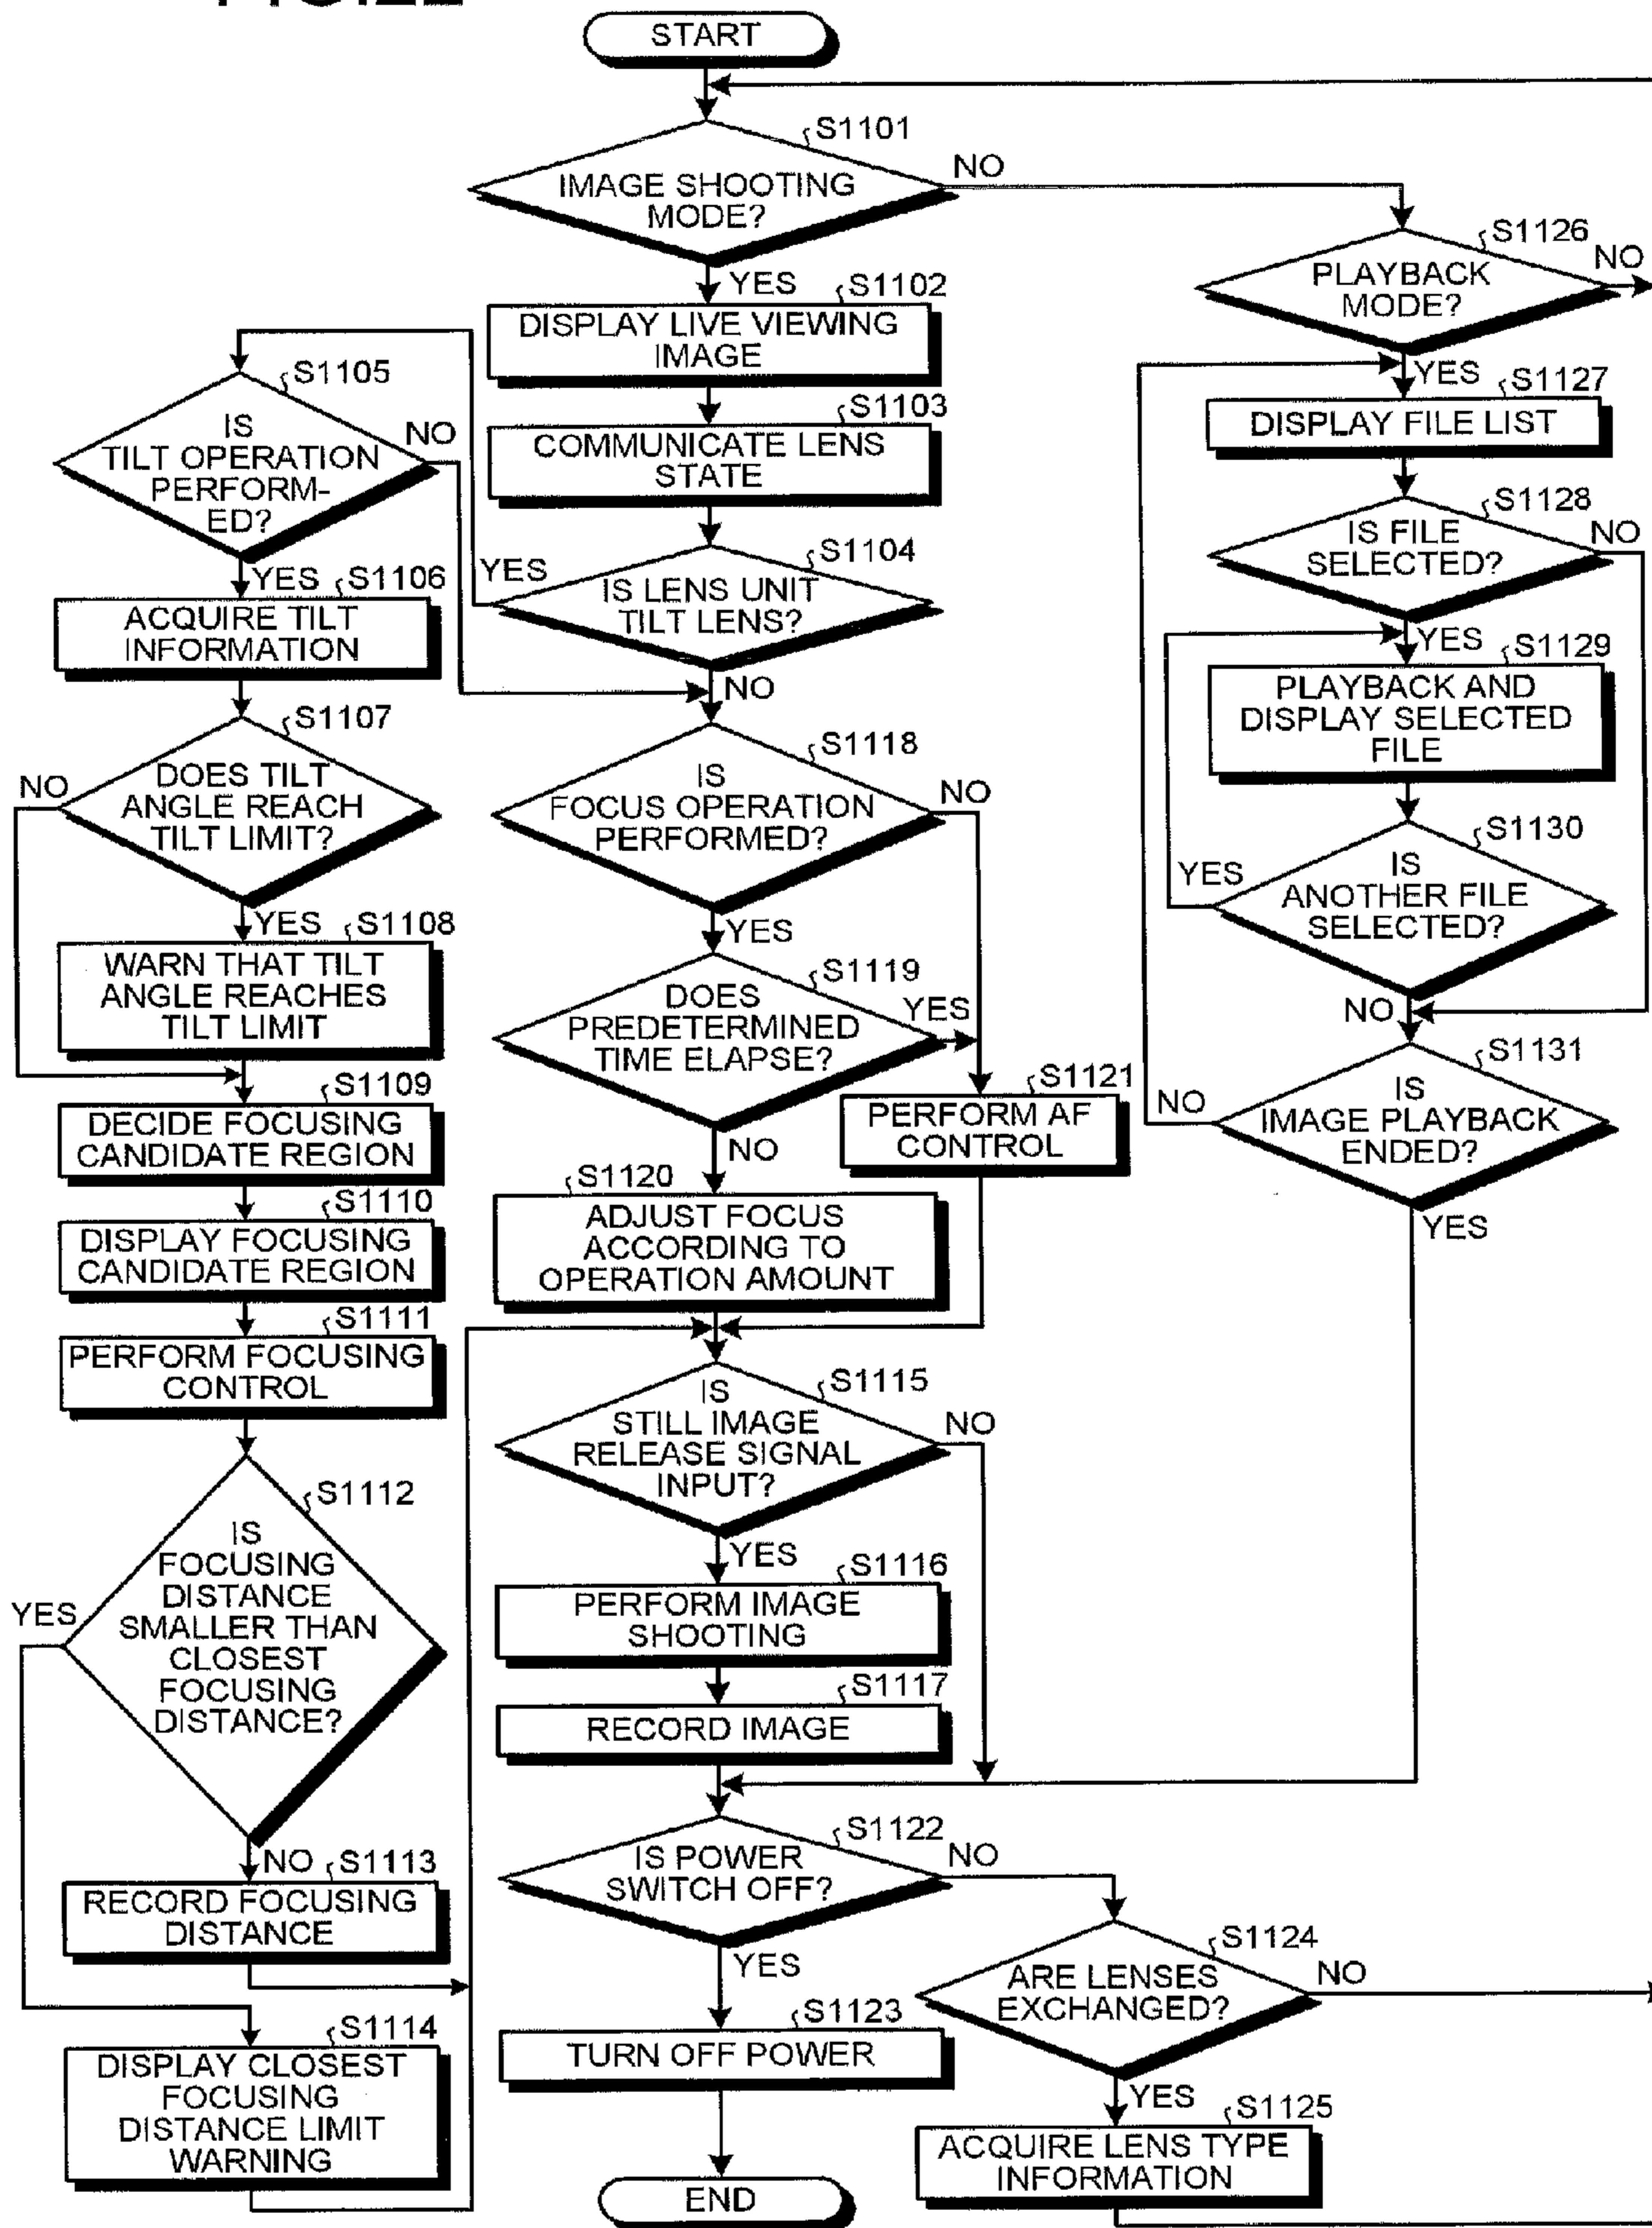 START
S1101
NO
IMAGE SHOOTING
MODE?
YES
S1102
DISPLAY LIVE VIEWING
IMAGE
S1103
COMMUNICATE LENS
STATE
S1104
YES
IS LENS UNIT
TILT LENS?
NO
S1105
IS
TILT OPERATION
PERFORM-
ED?
NO
YES
S1106
ACQUIRE TILT
INFORMATION
S1107
NO
DOES TILT
ANGLE REACH
TILT LIMIT?
YES
S1108
WARN THAT TILT
ANGLE REACHES
TILT LIMIT
S1109
DECIDE FOCUSING
CANDIDATE REGION
S1110
DISPLAY FOCUSING
CANDIDATE REGION
S1111
PERFORM FOCUSING
CONTROL
S1112
YES
IS
FOCUSING
DISTANCE
SMALLER THAN
CLOSEST
FOCUSING
DISTANCE?
NO
S1113
RECORD FOCUSING
DISTANCE
S1114
DISPLAY CLOSEST
FOCUSING
DISTANCE LIMIT
WARNING
S1118
IS
FOCUS OPERATION
PERFORMED?
NO
YES
S1119
DOES
PREDETERMINED
TIME ELAPSE?
YES
NO
S1120
ADJUST FOCUS
ACCORDING TO
OPERATION AMOUNT
S1121
PERFORM AF
CONTROL
S1115
IS
STILL IMAGE
RELEASE SIGNAL
INPUT?
NO
YES
S1116
PERFORM IMAGE
SHOOTING
S1117
RECORD IMAGE
S1122
IS POWER
SWITCH OFF?
NO
YES
S1123
TURN OFF POWER
END
S1124
ARE LENSES
EXCHANGED?
NO
YES
S1125
ACQUIRE LENS TYPE
INFORMATION
S1126
PLAYBACK
MODE?
NO
YES
S1127
DISPLAY FILE LIST
S1128
IS FILE
SELECTED?
NO
YES
S1129
PLAYBACK AND
DISPLAY SELECTED
FILE
S1130
YES
IS
ANOTHER FILE
SELECTED?
NO
S1131
NO
IS
IMAGE PLAYBACK
ENDED?
YES